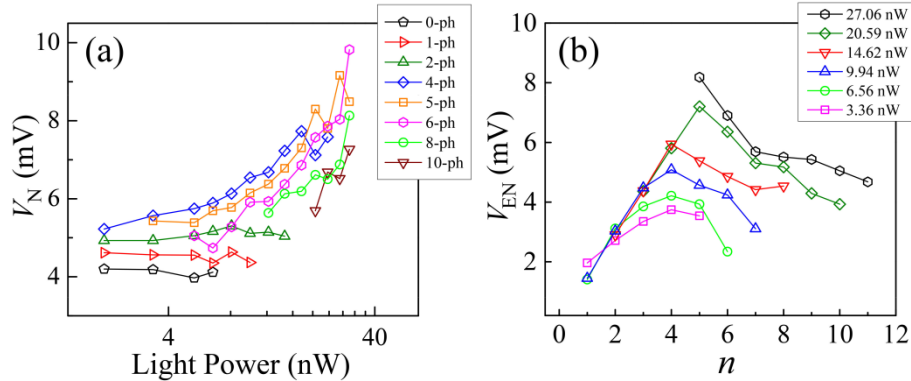 (a)
V_N (mV)
10
8
6
4
4
40
Light Power (nW)
0-ph
1-ph
2-ph
4-ph
5-ph
6-ph
8-ph
10-ph
(b)
V_EN (mV)
10
8
6
4
2
0
2
4
6
8
10
12
n
27.06 nW
20.59 nW
14.62 nW
9.94 nW
6.56 nW
3.36 nW